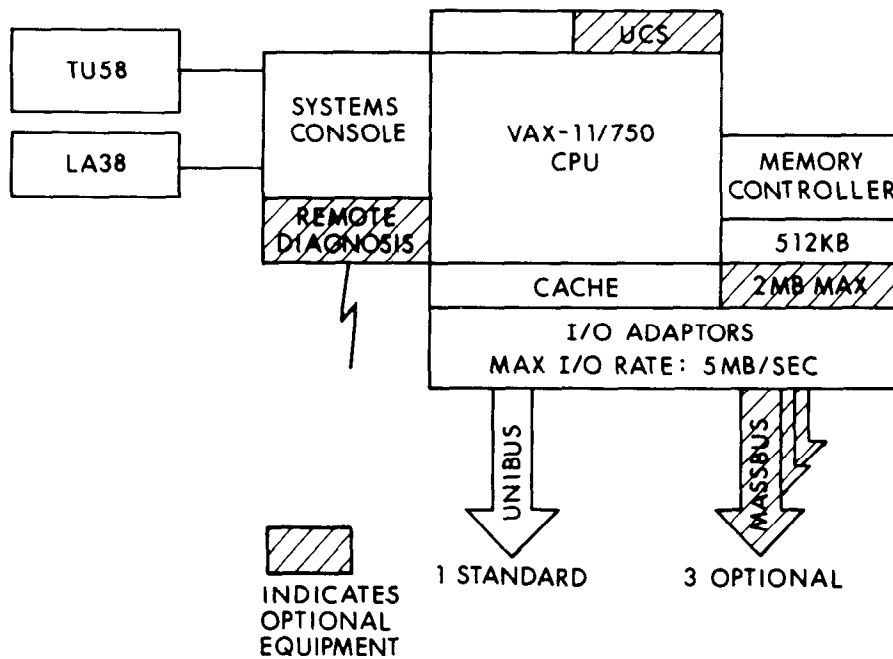 UCS
TU58
SYSTEMS
CONSOLE
VAX-11/750
CPU
LA38
MEMORY
CONTROLLER
REMOTE
DIAGNOSIS
512KB
CACHE
2MB MAX
I/O ADAPTORS
MAX I/O RATE: 5MB/SEC
UNIBUS
MASSBUS
1 STANDARD
3 OPTIONAL
INDICATES
OPTIONAL
EQUIPMENT